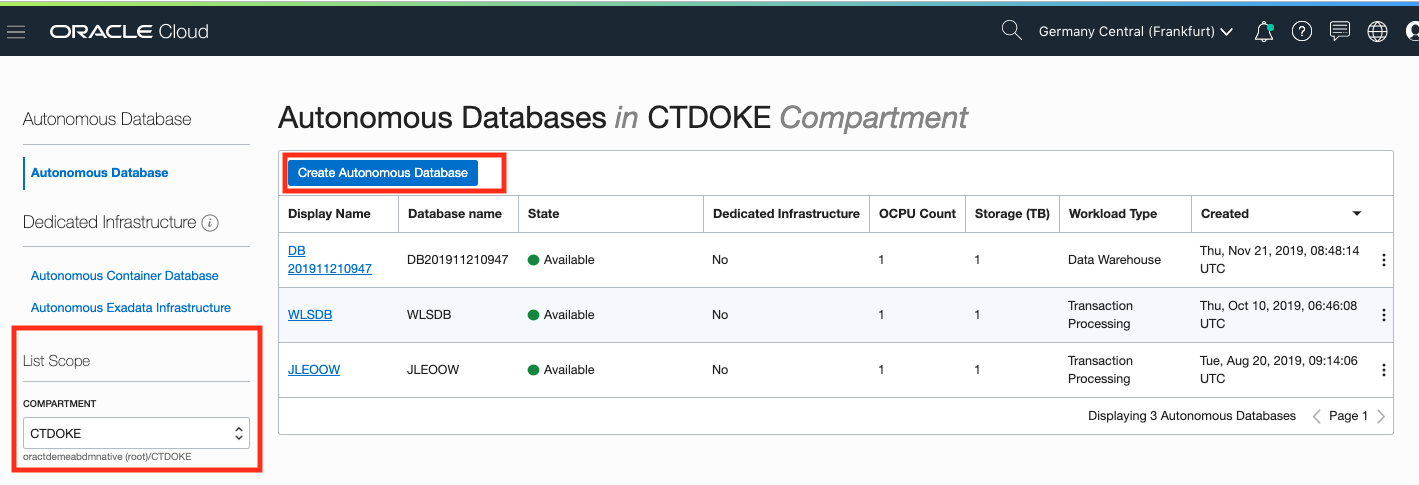 ORACLE Cloud
Germany Central (Frankfurt)
Autonomous Database
Autonomous Database
Dedicated Infrastructure
Autonomous Container Database
Autonomous Exadata Infrastructure
List Scope
COMPARTMENT
CTDOKE
oractdemeabdmnative (root)/CTDOKE
Autonomous Databases in CTDOKE Compartment
Create Autonomous Database
Display Name Database name State Dedicated Infrastructure OCPU Count Storage (TB) Workload Type Created
DB 201911210947 DB201911210947 Available No 1 1 Data Warehouse Thu, Nov 21, 2019, 08:48:14 UTC
WLSDB WLSDB Available No 1 1 Transaction Processing Thu, Oct 10, 2019, 06:46:08 UTC
JLEOOW JLEOOW Available No 1 1 Transaction Processing Tue, Aug 20, 2019, 09:14:06 UTC
Displaying 3 Autonomous Databases Page 1